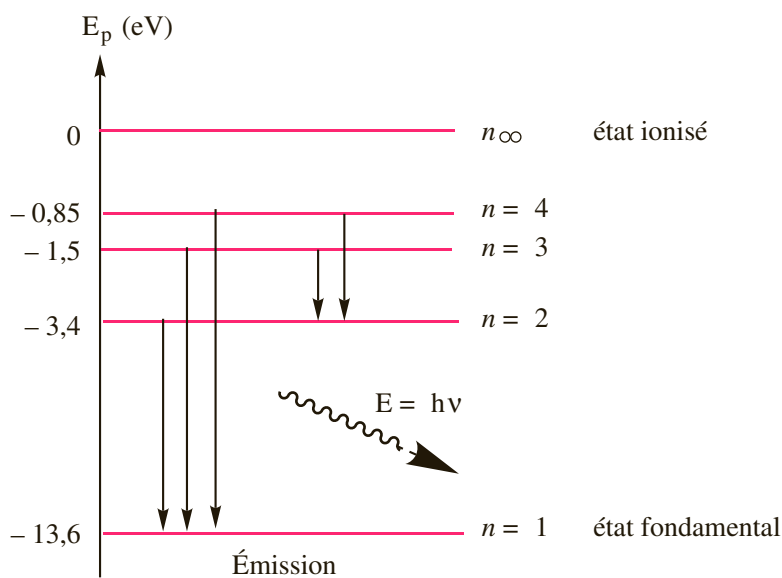 E_p (eV)
0 n∞ état ionisé
– 0,85 n = 4
– 1,5 n = 3
– 3,4 n = 2
E = hν
– 13,6 n = 1 état fondamental
Émission